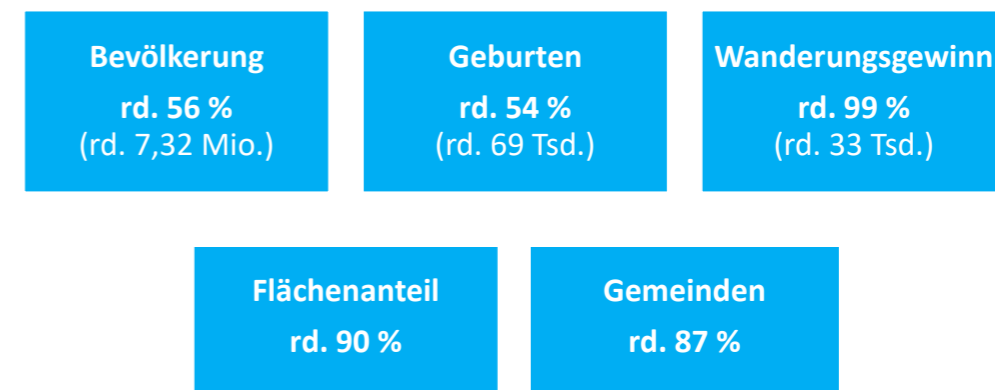 Bevölkerung
rd. 56 %
(rd. 7,32 Mio.)
Geburten
rd. 54 %
(rd. 69 Tsd.)
Wanderungsgewinn
rd. 99 %
(rd. 33 Tsd.)
Flächenanteil
rd. 90 %
Gemeinden
rd. 87 %